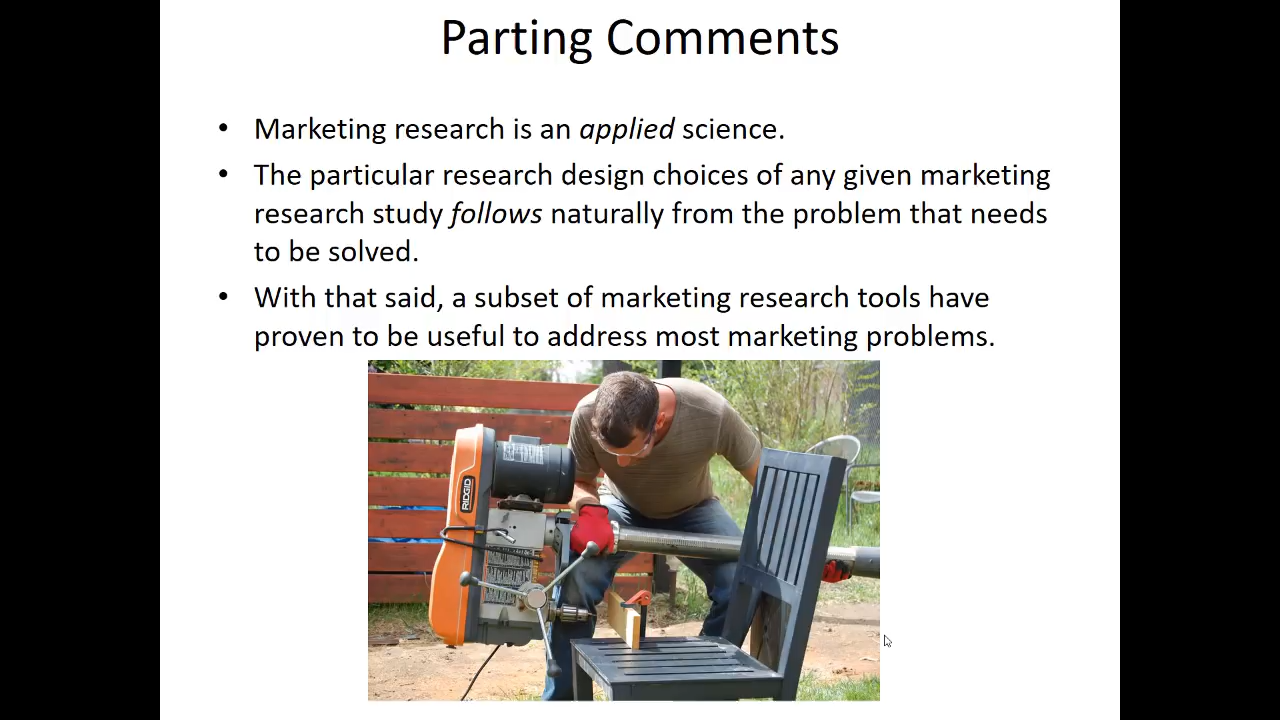 Parting Comments
• Marketing research is an applied science.
• The particular research design choices of any given marketing
research study follows naturally from the problem that needs
to be solved.
• With that said, a subset of marketing research tools have
proven to be useful to address most marketing problems.
RIDGID